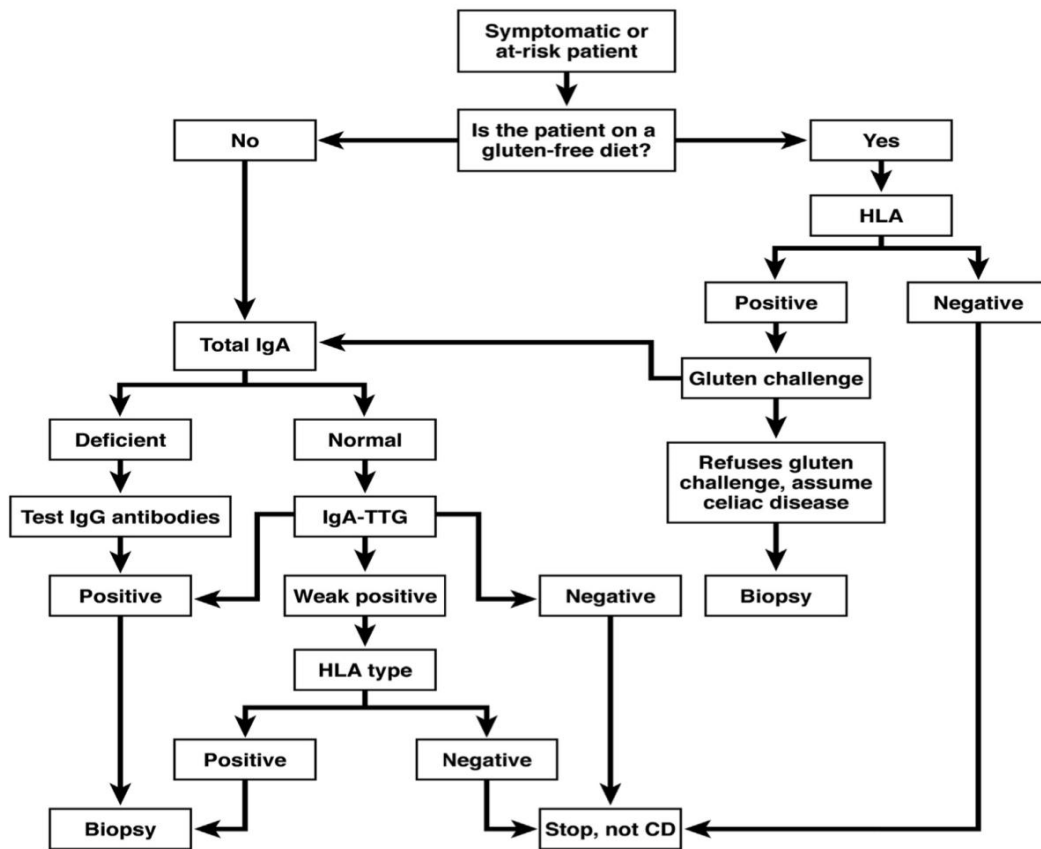 Symptomatic or
at-risk patient
Is the patient on a
gluten-free diet?
No
Yes
HLA
Positive
Negative
Total IgA
Gluten challenge
Deficient
Normal
Refuses gluten
challenge, assume
celiac disease
Test IgG antibodies
IgA-TTG
Positive
Weak positive
Negative
Biopsy
HLA type
Positive
Negative
Biopsy
Stop, not CD